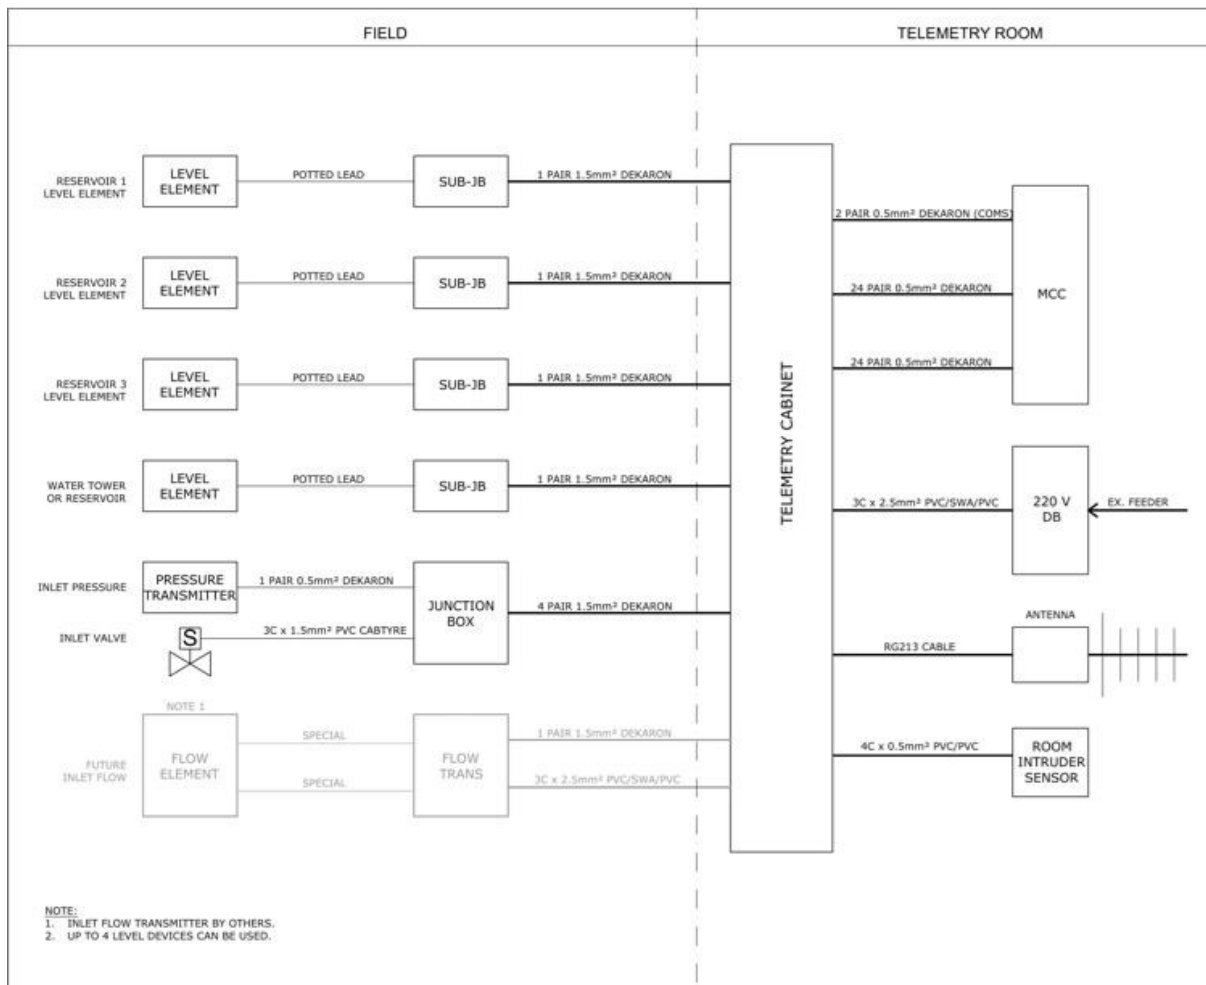 FIELD
TELEMETRY ROOM
RESERVOIR 1
LEVEL ELEMENT
LEVEL
ELEMENT
POTTED LEAD
SUB-JB
1 PAIR 1.5mm² DEKARON
RESERVOIR 2
LEVEL ELEMENT
LEVEL
ELEMENT
POTTED LEAD
SUB-JB
1 PAIR 1.5mm² DEKARON
RESERVOIR 3
LEVEL ELEMENT
LEVEL
ELEMENT
POTTED LEAD
SUB-JB
1 PAIR 1.5mm² DEKARON
WATER TOWER
OR RESERVOIR
LEVEL
ELEMENT
POTTED LEAD
SUB-JB
1 PAIR 1.5mm² DEKARON
INLET PRESSURE
PRESSURE
TRANSMITTER
1 PAIR 0.5mm² DEKARON
INLET VALVE
S
3C x 1.5mm² PVC CABTYRE
JUNCTION
BOX
4 PAIR 1.5mm² DEKARON
NOTE 1
FUTURE
INLET FLOW
FLOW
ELEMENT
SPECIAL
SPECIAL
FLOW
TRANS
1 PAIR 1.5mm² DEKARON
3C x 2.5mm² PVC/SWA/PVC
TELEMETRY CABINET
2 PAIR 0.5mm² DEKARON (COMS)
24 PAIR 0.5mm² DEKARON
24 PAIR 0.5mm² DEKARON
MCC
3C x 2.5mm² PVC/SWA/PVC
220 V
DB
EX. FEEDER
ANTENNA
RG213 CABLE
4C x 0.5mm² PVC/PVC
ROOM
INTRUDER
SENSOR
NOTE:
1. INLET FLOW TRANSMITTER BY OTHERS.
2. UP TO 4 LEVEL DEVICES CAN BE USED.